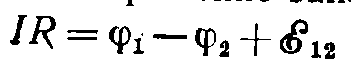 IR = φ₁ − φ₂ + ℰ₁₂